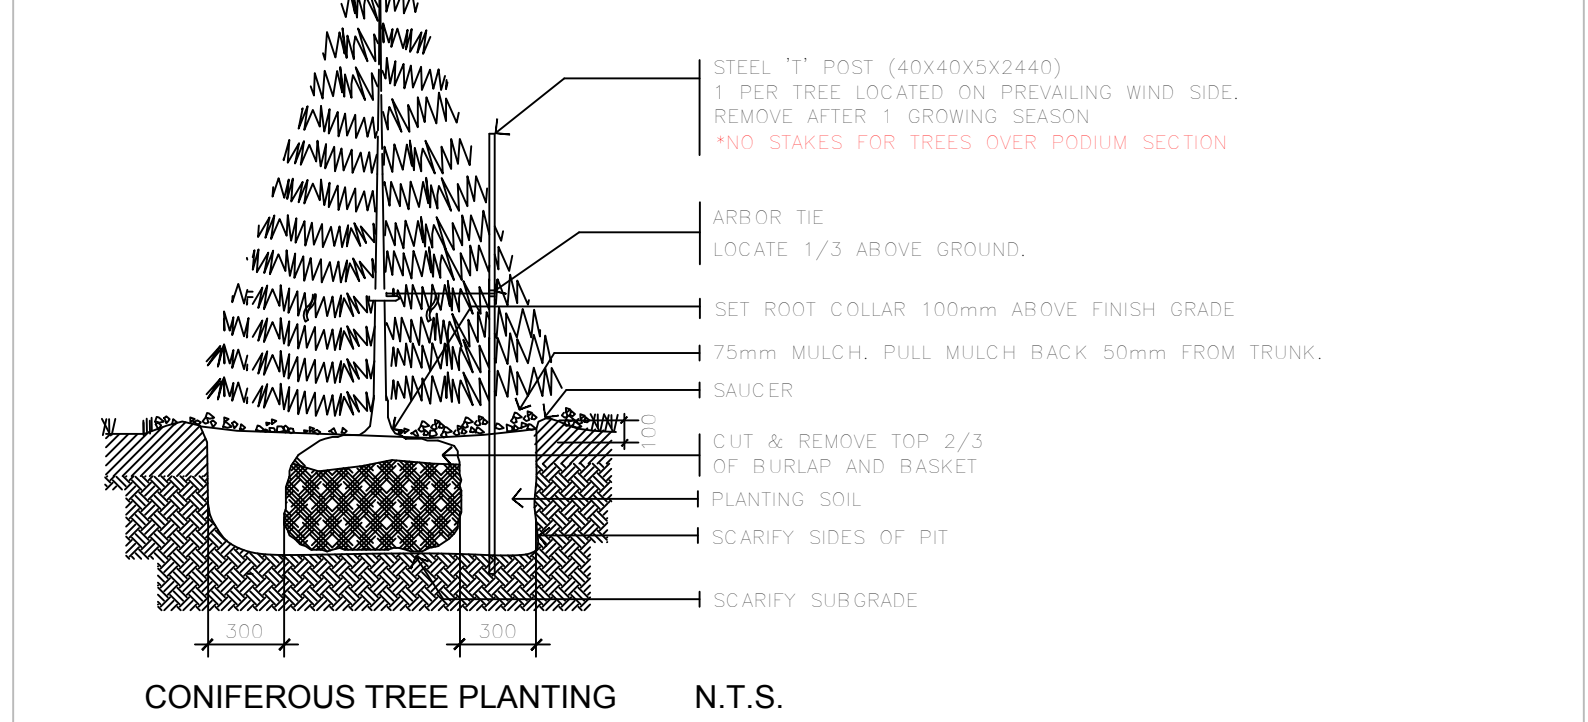 STEEL 'T' POST (40X40X5X2440)
1 PER TREE LOCATED ON PREVAILING WIND SIDE.
REMOVE AFTER 1 GROWING SEASON
*NO STAKES FOR TREES OVER PODIUM SECTION
ARBOR TIE
LOCATE 1/3 ABOVE GROUND.
SET ROOT COLLAR 100mm ABOVE FINISH GRADE
75mm MULCH. PULL MULCH BACK 50mm FROM TRUNK.
SAUCER
100
CUT & REMOVE TOP 2/3
OF BURLAP AND BASKET
PLANTING SOIL
SCARIFY SIDES OF PIT
SCARIFY SUBGRADE
300 300
CONIFEROUS TREE PLANTING N.T.S.